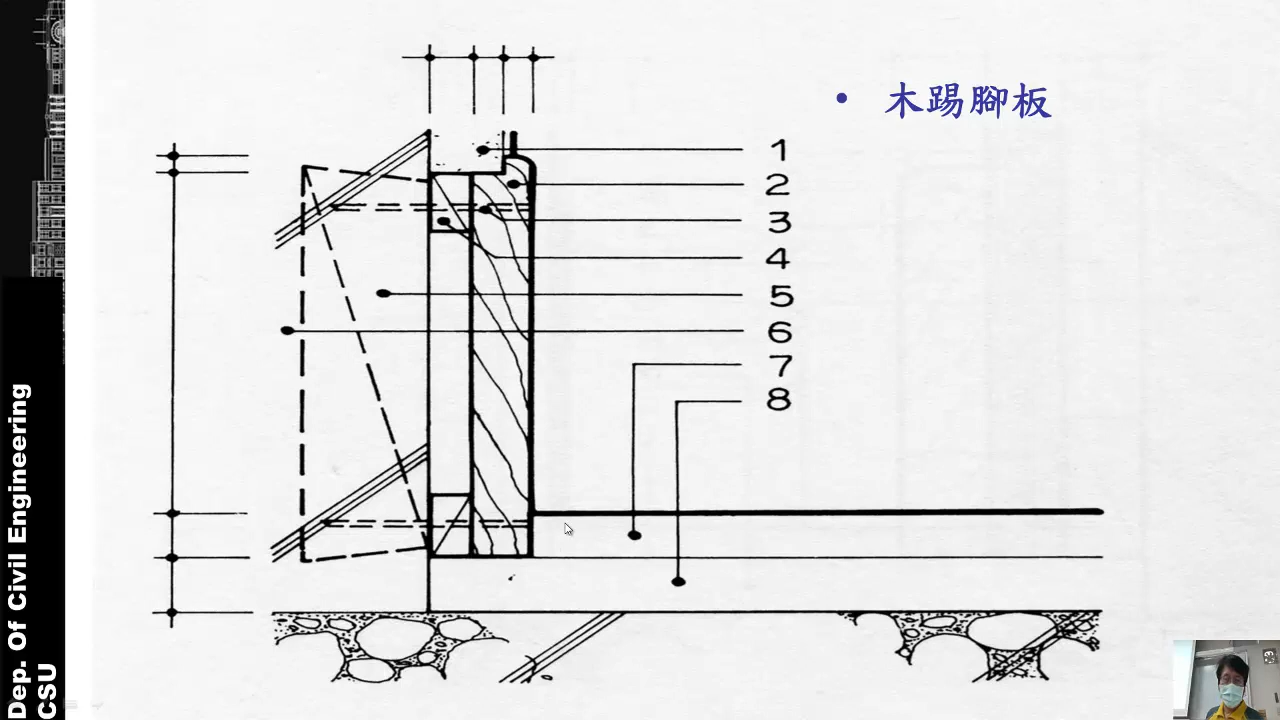 • 木踢腳板
1
2
3
4
5
6
7
8
Dep. Of Civil Engineering
CSU